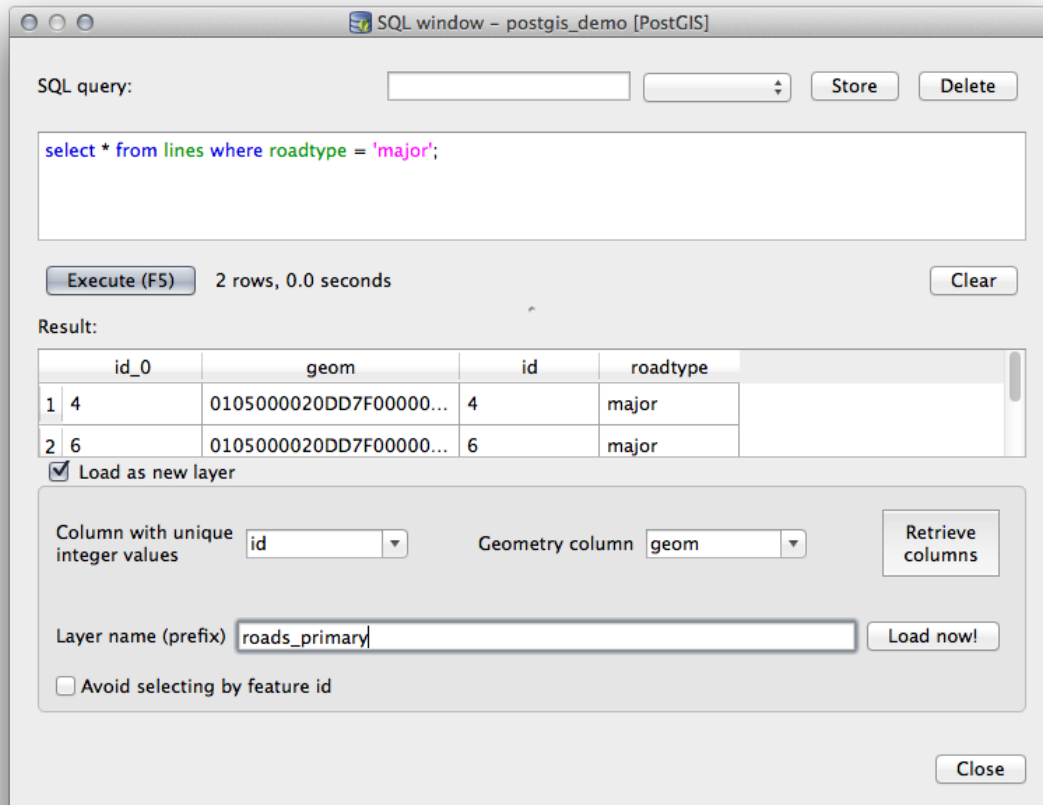 SQL window – postgis_demo [PostGIS]
SQL query:
Store
Delete
select * from lines where roadtype = 'major';
Execute (F5)
2 rows, 0.0 seconds
Clear
Result:
id_0 geom id roadtype
1 4 0105000020DD7F00000... 4 major
2 6 0105000020DD7F00000... 6 major
Load as new layer
Column with unique
integer values
id
Geometry column
geom
Retrieve
columns
Layer name (prefix)
roads_primary
Load now!
Avoid selecting by feature id
Close